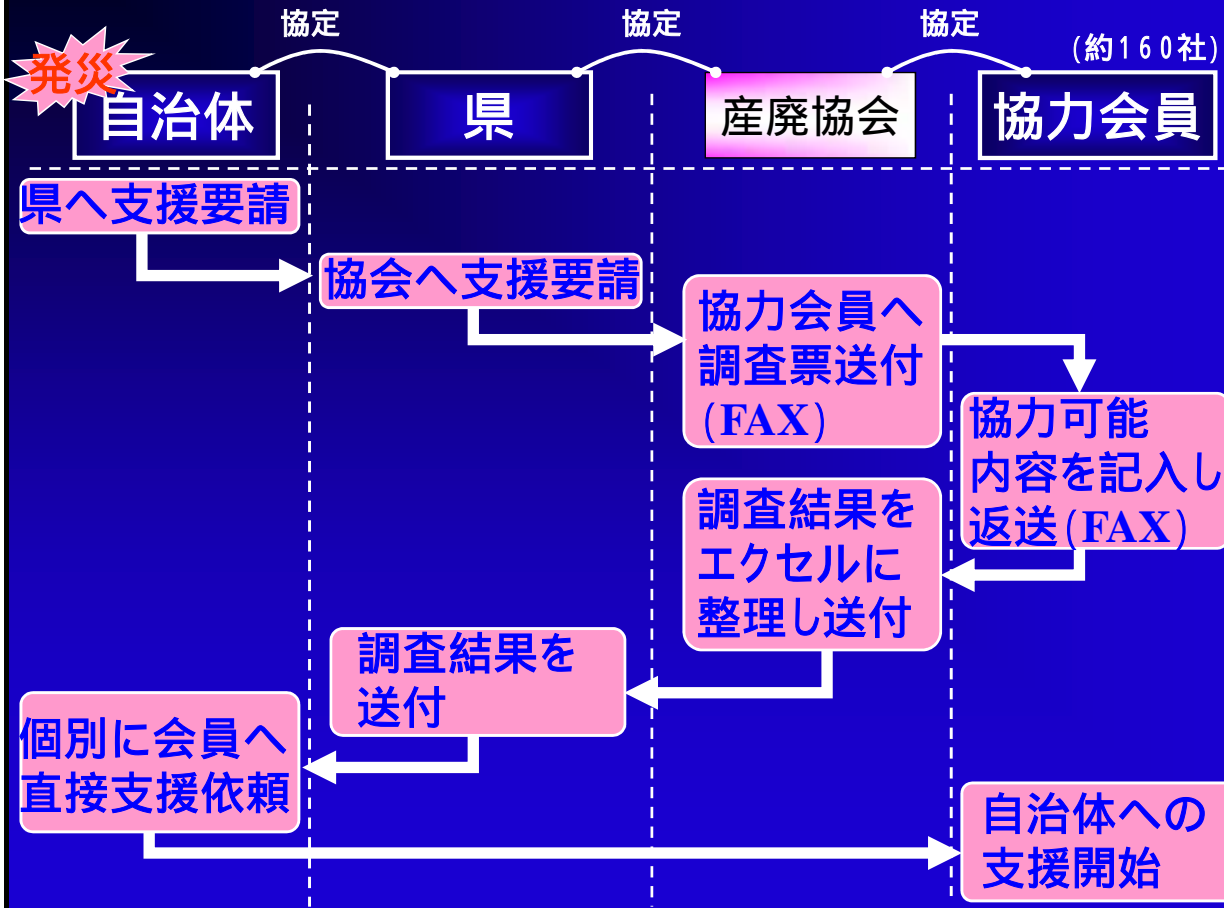 協定
協定
協定
(約160社)
発災
自治体
県
産廃協会
協力会員
県へ支援要請
協会へ支援要請
協力会員へ
調査票送付
(FAX)
協力可能
内容を記入し
返送(FAX)
調査結果を
エクセルに
整理し送付
調査結果を
送付
個別に会員へ
直接支援依頼
自治体への
支援開始